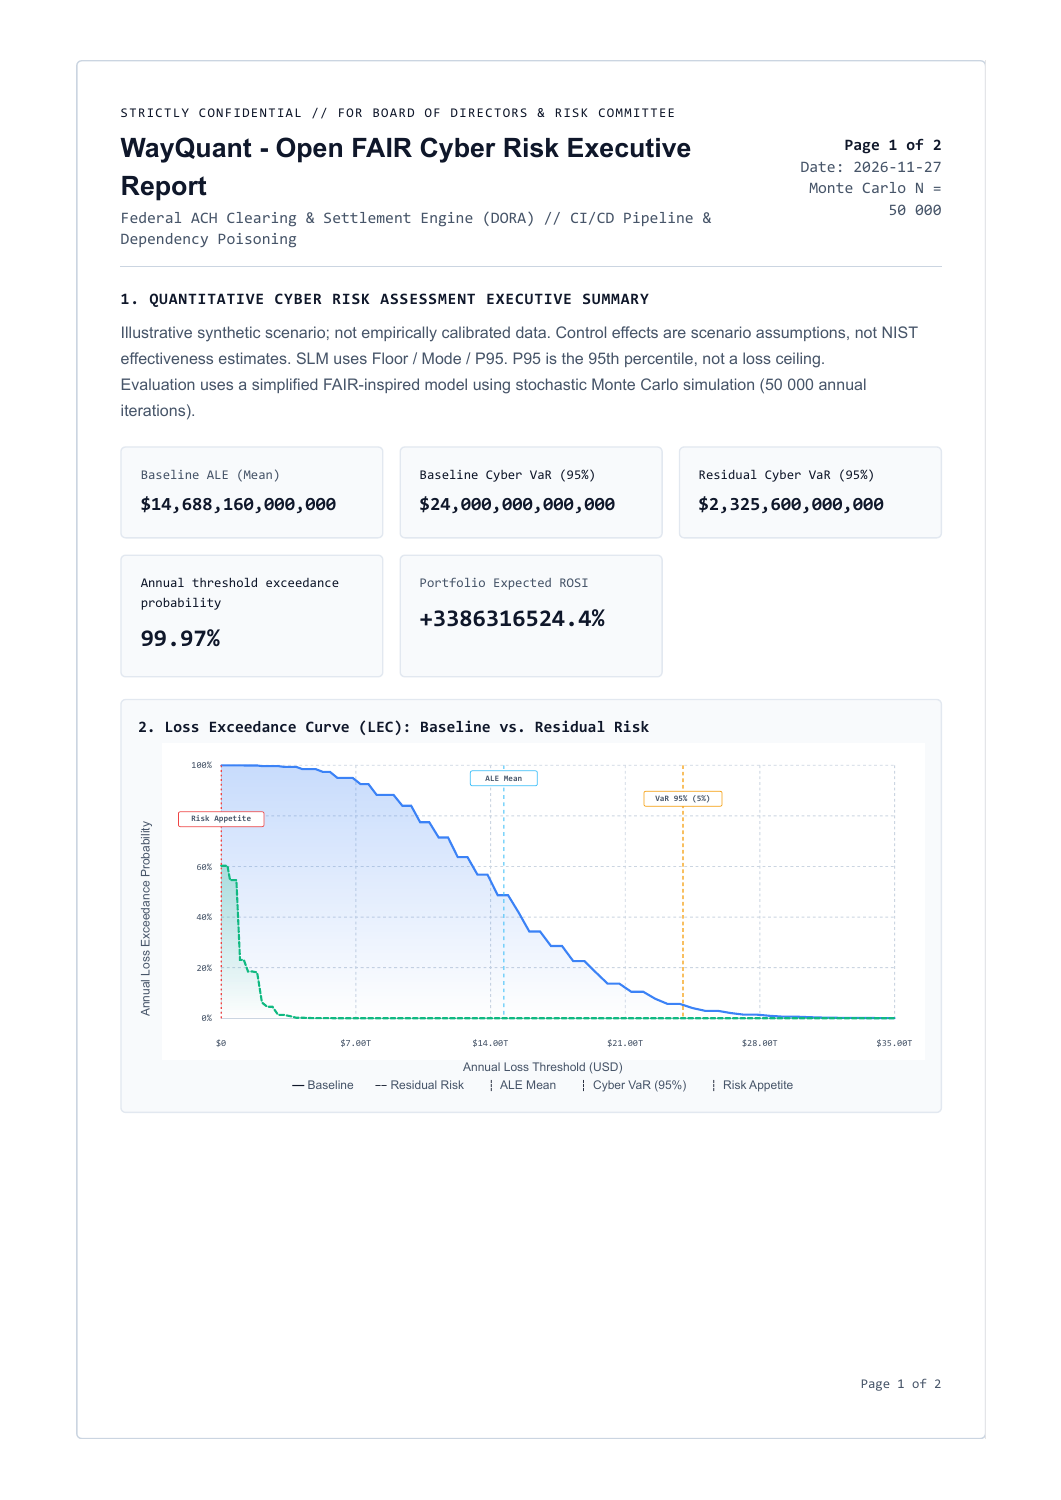 STRICTLY CONFIDENTIAL // FOR BOARD OF DIRECTORS & RISK COMMITTEE
WayQuant - Open FAIR Cyber Risk Executive
Report
Federal ACH Clearing & Settlement Engine (DORA) // CI/CD Pipeline &
Dependency Poisoning
Page 1 of 2
Date: 2026-11-27
Monte Carlo N =
50 000
1. QUANTITATIVE CYBER RISK ASSESSMENT EXECUTIVE SUMMARY
Illustrative synthetic scenario; not empirically calibrated data. Control effects are scenario assumptions, not NIST
effectiveness estimates. SLM uses Floor / Mode / P95. P95 is the 95th percentile, not a loss ceiling.
Evaluation uses a simplified FAIR-inspired model using stochastic Monte Carlo simulation (50 000 annual
iterations).
Baseline ALE (Mean)
$14,688,160,000,000
Baseline Cyber VaR (95%)
$24,000,000,000,000
Residual Cyber VaR (95%)
$2,325,600,000,000
Annual threshold exceedance
probability
99.97%
Portfolio Expected ROSI
+3386316524.4%
2. Loss Exceedance Curve (LEC): Baseline vs. Residual Risk
100%
ALE Mean
VaR 95% (5%)
Risk Appetite
60%
40%
20%
0%
Annual Loss Exceedance Probability
$0
$7.00T
$14.00T
$21.00T
$28.00T
$35.00T
Annual Loss Threshold (USD)
Baseline
Residual Risk
ALE Mean
Cyber VaR (95%)
Risk Appetite
Page 1 of 2